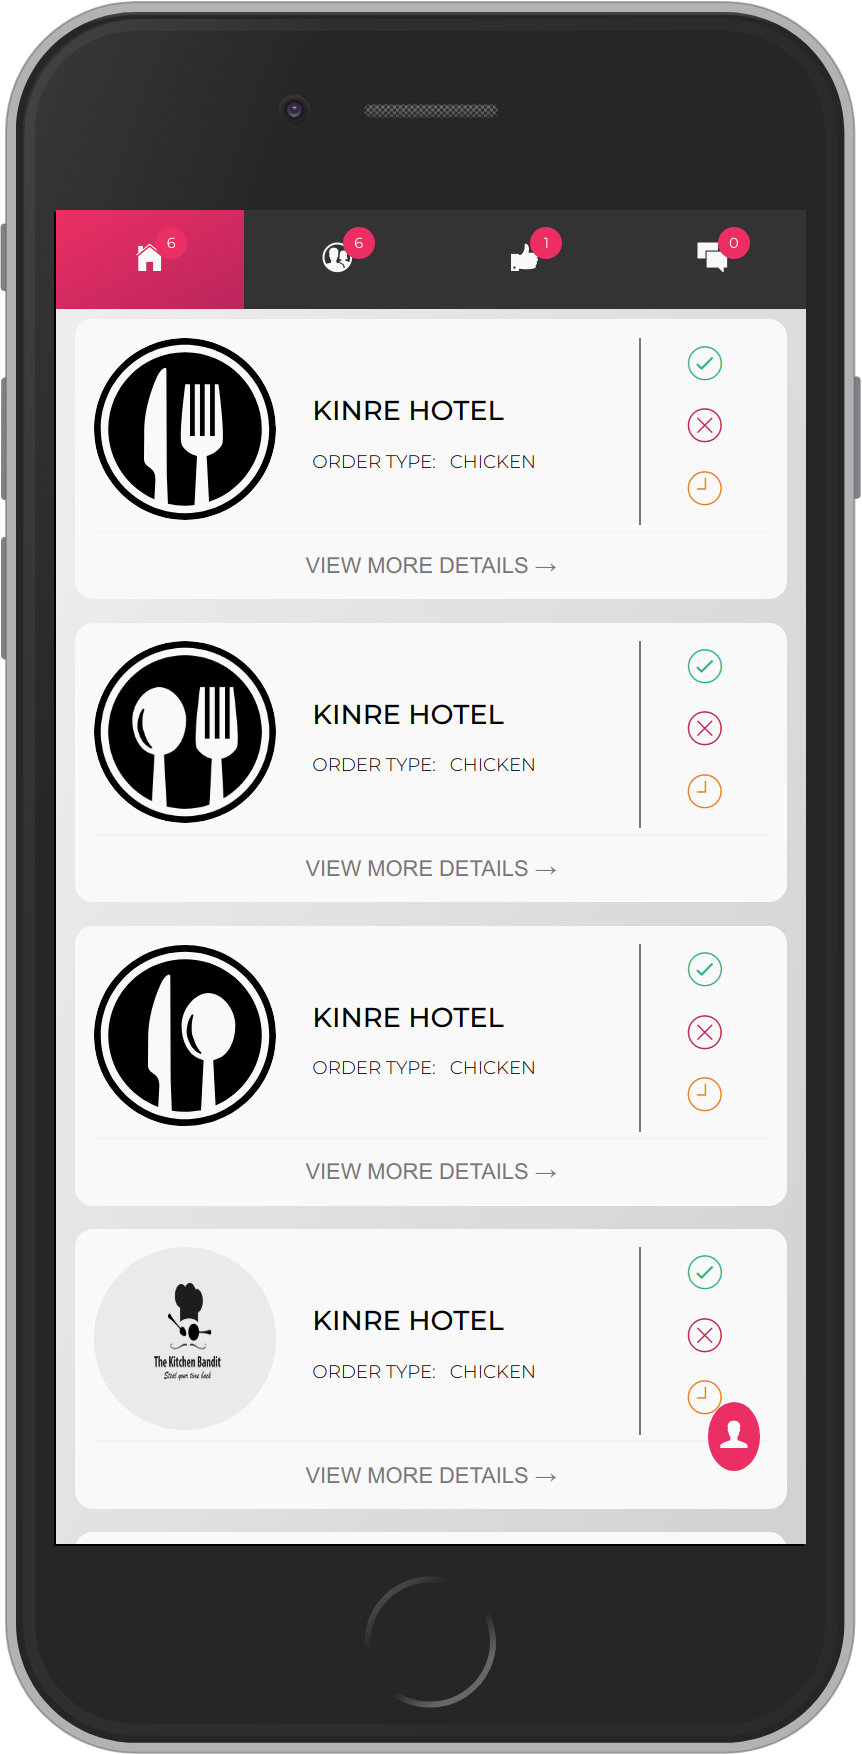 6 6 1 0
KINRE HOTEL
ORDER TYPE: CHICKEN
VIEW MORE DETAILS →
KINRE HOTEL
ORDER TYPE: CHICKEN
VIEW MORE DETAILS →
KINRE HOTEL
ORDER TYPE: CHICKEN
VIEW MORE DETAILS →
The Kitchen Bandit
Steal your time back
KINRE HOTEL
ORDER TYPE: CHICKEN
VIEW MORE DETAILS →